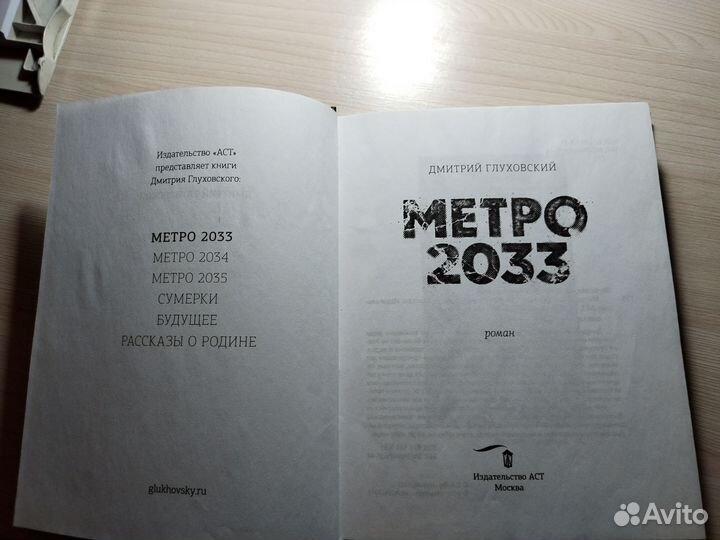 Издательство «АСТ»
представляет книги
Дмитрия Глуховского:
МЕТРО 2033
МЕТРО 2034
МЕТРО 2035
СУМЕРКИ
БУДУЩЕЕ
РАССКАЗЫ О РОДИНЕ
glukhovsky.ru
ДМИТРИЙ ГЛУХОВСКИЙ
МЕТРО
2033
роман
Издательство АСТ
Москва
Avito